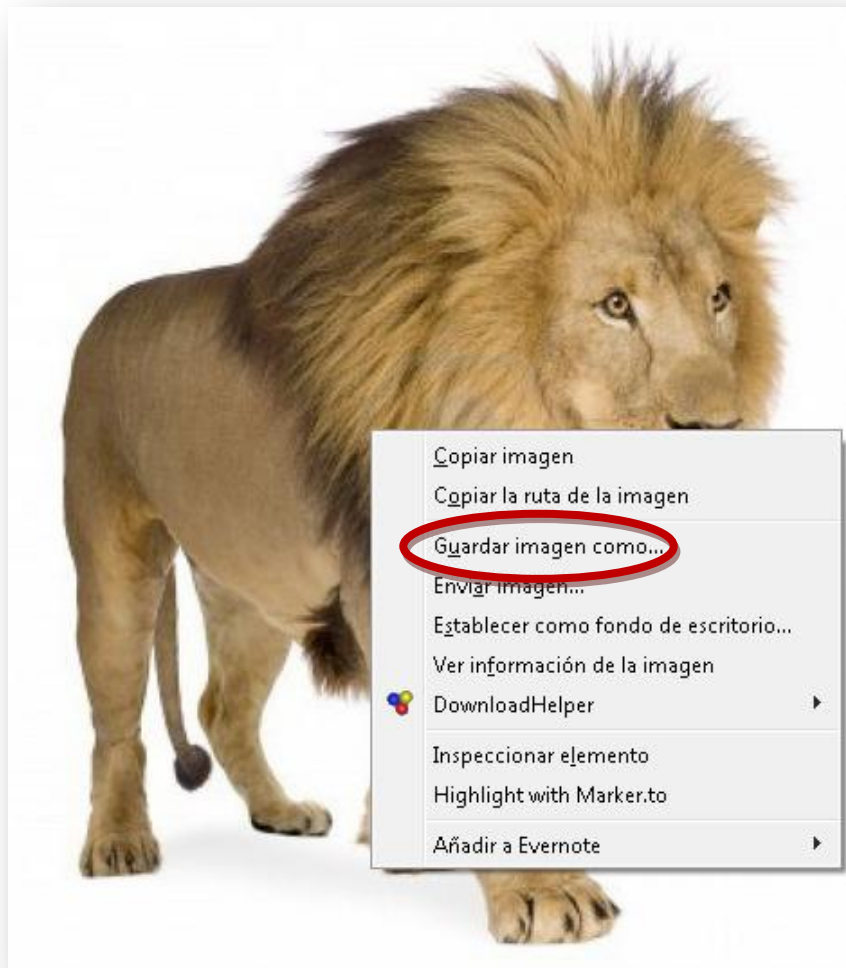 Copiar imagen
Copiar la ruta de la imagen
Guardar imagen como...
Enviar imagen...
Establecer como fondo de escritorio...
Ver información de la imagen
DownloadHelper
Inspeccionar elemento
Highlight with Marker.to
Añadir a Evernote